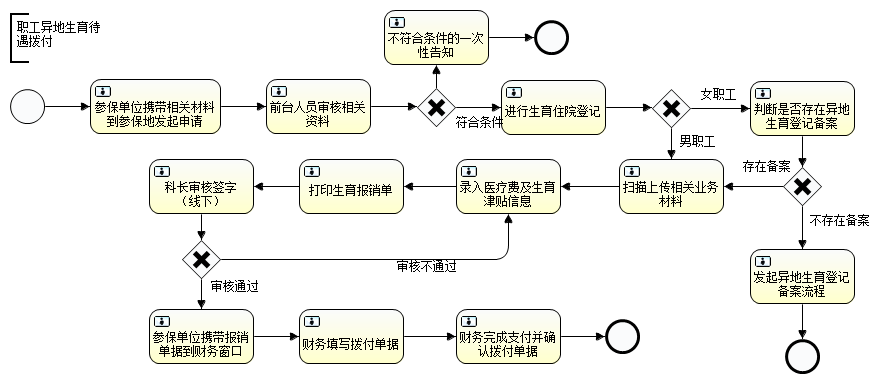 职工异地生育待
遇拨付
不符合条件的一次
性告知
参保单位携带相关材料
到参保地发起申请
前台人员审核相关
资料
符合条件
进行生育住院登记
女职工
判断是否存在异地
生育登记备案
男职工
存在备案
不存在备案
科长审核签字
（线下）
打印生育报销单
录入医疗费及生育
津贴信息
扫描上传相关业务
材料
审核不通过
审核通过
发起异地生育登记
备案流程
参保单位携带报销
单据到财务窗口
财务填写拨付单据
财务完成支付并确
认拨付单据